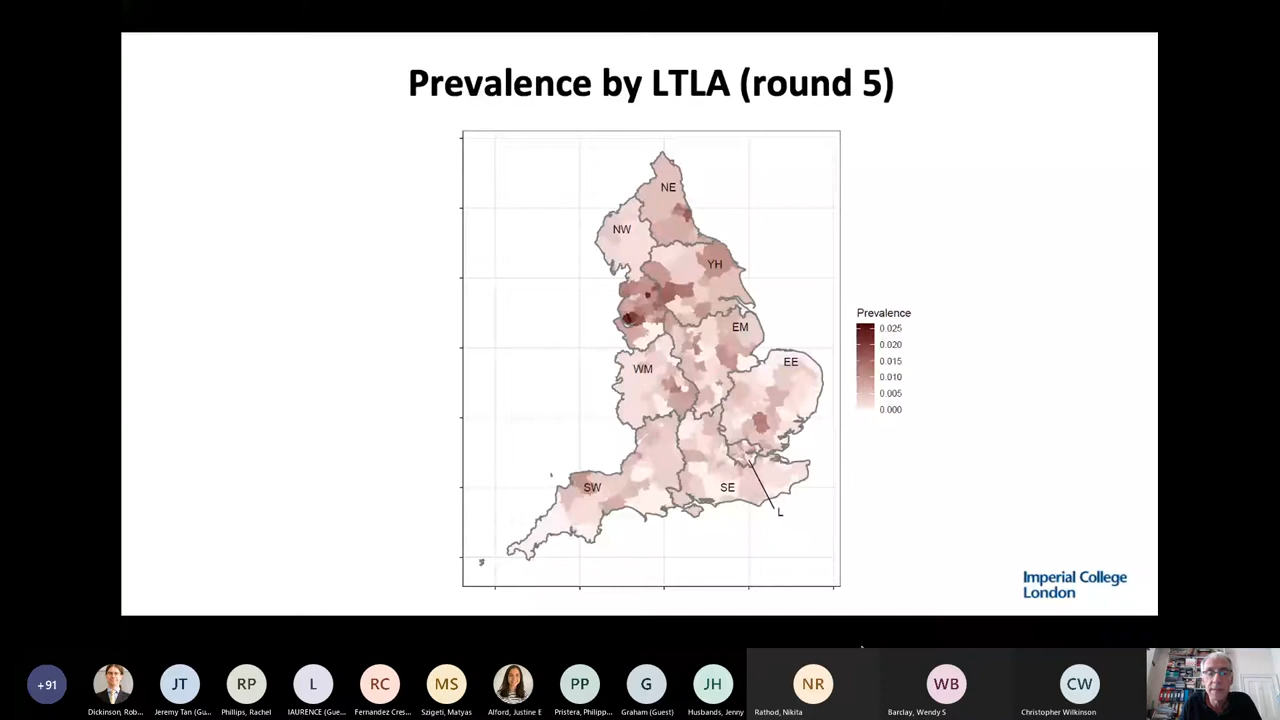 Prevalence by LTLA (round 5)
NE
NW
YH
EM
EE
WM
SW
SE
L
Prevalence
0.025
0.020
0.015
0.010
0.005
0.000
Imperial College
London
+91
JT
RP
L
RC
MS
PP
G
JH
NR
WB
CW
Dickinson, Rob...
Jeremy Tan (Gu...
Phillips, Rachel
lAURENCE (Gue...
Fernandez Cres...
Szigeti, Matyas
Alford, Justine E
Pristera, Philipp...
Graham (Guest)
Husbands, Jenny
Rathod, Nikita
Barclay, Wendy S
Christopher Wilkinson